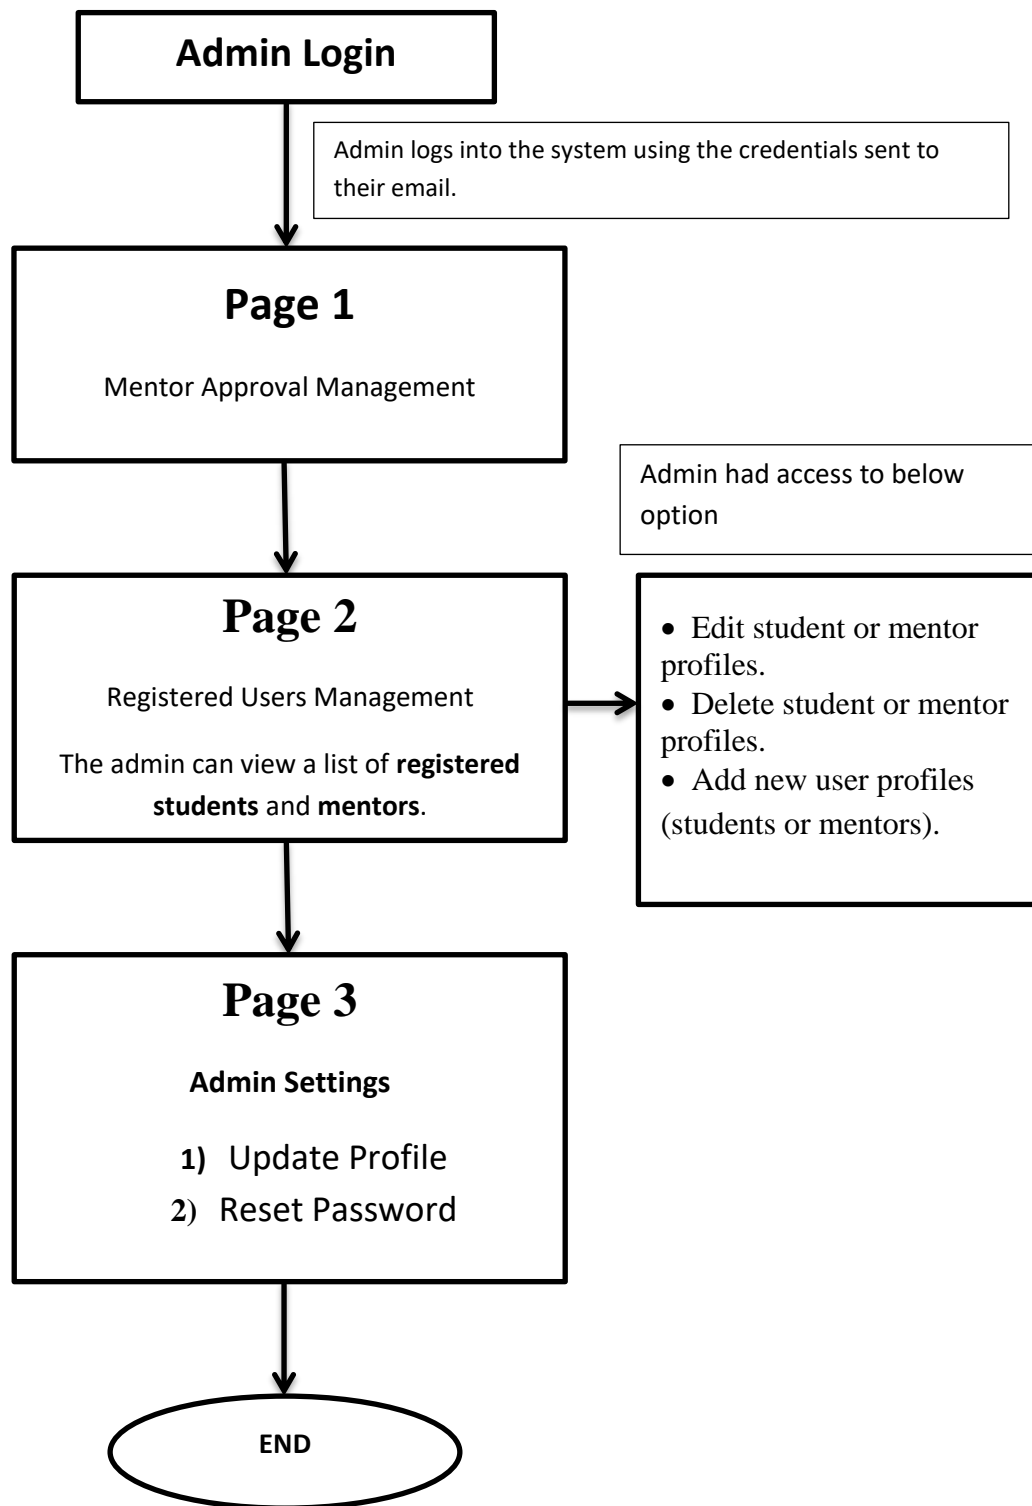 Admin Login
Admin logs into the system using the credentials sent to
their email.
Page 1
Mentor Approval Management
Admin had access to below
option
Page 2
Registered Users Management
The admin can view a list of registered
students and mentors.
• Edit student or mentor
profiles.
• Delete student or mentor
profiles.
• Add new user profiles
(students or mentors).
Page 3
Admin Settings
1) Update Profile
2) Reset Password
END